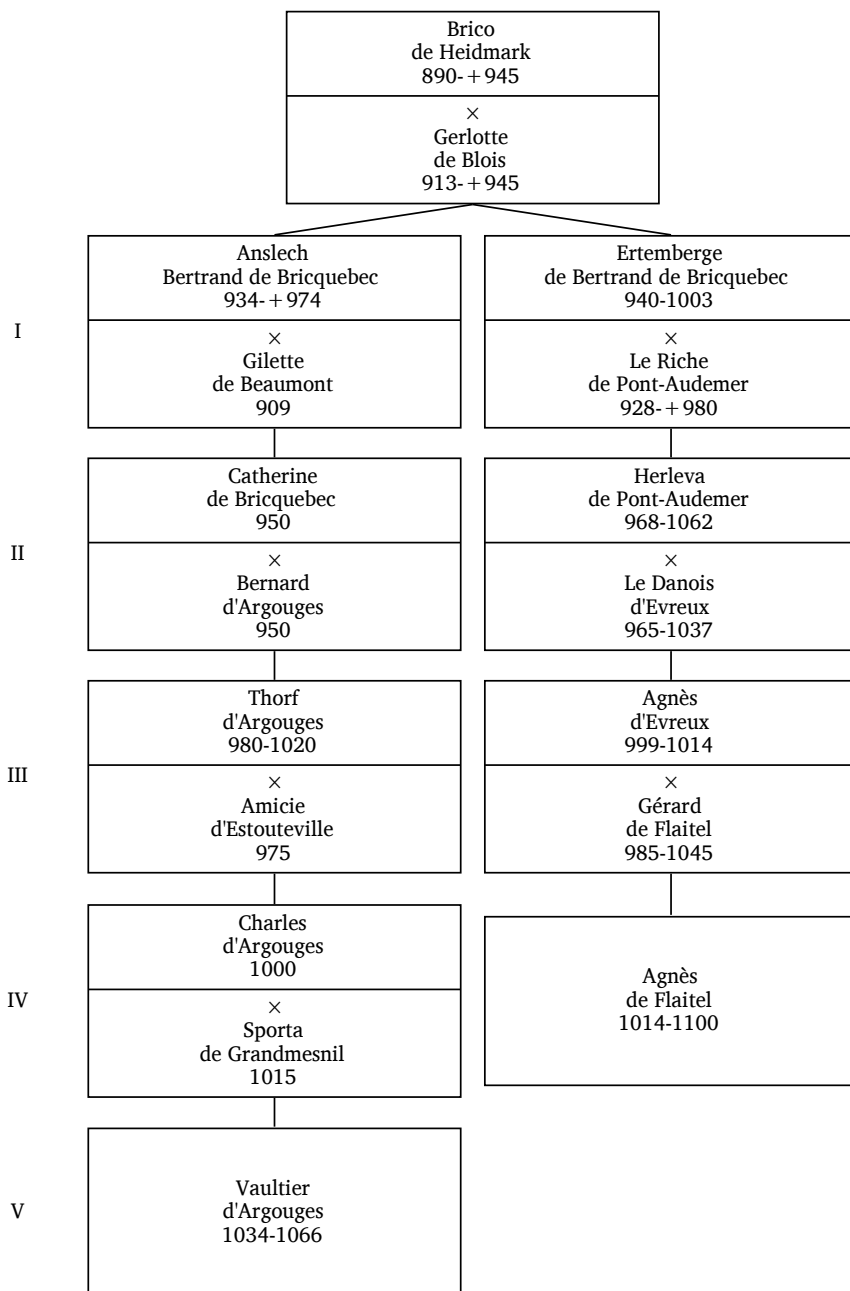 Brico
de Heidmark
890-+945
×
Gerlotte
de Blois
913-+945
I
Anslech
Bertrand de Bricquebec
934-+974
×
Gilette
de Beaumont
909
Ertemberge
de Bertrand de Bricquebec
940-1003
×
Le Riche
de Pont-Audemer
928-+980
II
Catherine
de Bricquebec
950
×
Bernard
d'Argouges
950
Herleva
de Pont-Audemer
968-1062
×
Le Danois
d'Evreux
965-1037
III
Thorf
d'Argouges
980-1020
×
Amicie
d'Estouteville
975
Agnès
d'Evreux
999-1014
×
Gérard
de Flaitel
985-1045
IV
Charles
d'Argouges
1000
×
Sporta
de Grandmesnil
1015
Agnès
de Flaitel
1014-1100
V
Vaultier
d'Argouges
1034-1066